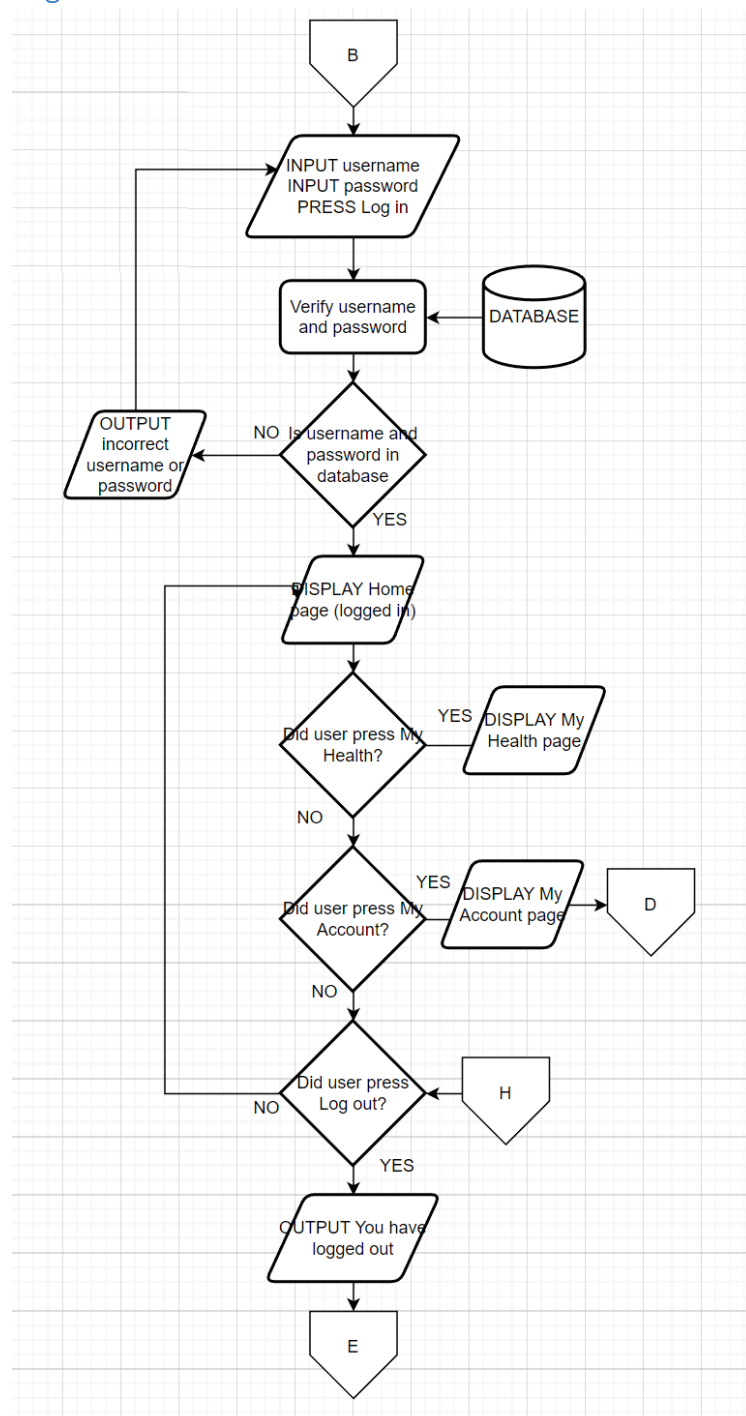 B
INPUT username
INPUT password
PRESS Log in
Verify username
and password
DATABASE
NO
Is username and
password in
database
OUTPUT
incorrect
username or
password
YES
DISPLAY Home
page (logged in)
Did user press My
Health?
YES
DISPLAY My
Health page
NO
Did user press My
Account?
YES
DISPLAY My
Account page
D
NO
Did user press
Log out?
H
NO
YES
OUTPUT You have
logged out
E